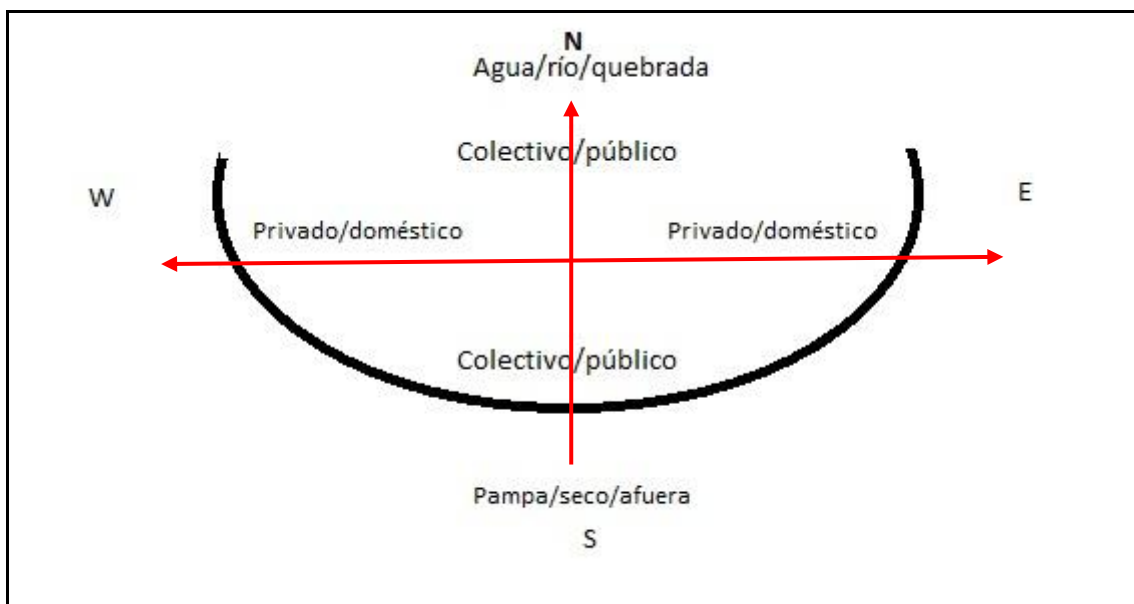 N
Agua/río/quebrada
Colectivo/público
W
E
Privado/doméstico
Privado/doméstico
Colectivo/público
Pampa/seco/afuera
S